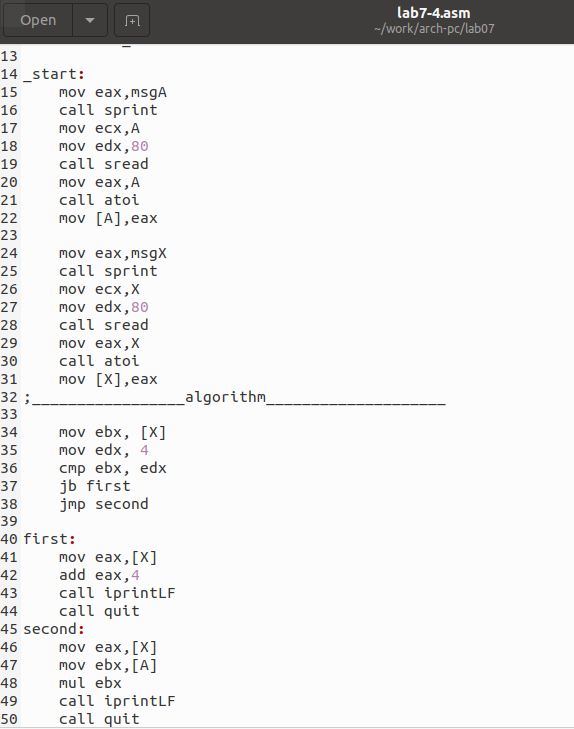 Open
lab7-4.asm
~/work/arch-pc/lab07
13
14 _start:
15     mov eax,msgA
16     call sprint
17     mov ecx,A
18     mov edx,80
19     call sread
20     mov eax,A
21     call atoi
22     mov [A],eax
23
24     mov eax,msgX
25     call sprint
26     mov ecx,X
27     mov edx,80
28     call sread
29     mov eax,X
30     call atoi
31     mov [X],eax
32 ;_________________algorithm____________________
33
34     mov ebx, [X]
35     mov edx, 4
36     cmp ebx, edx
37     jb first
38     jmp second
39
40 first:
41     mov eax,[X]
42     add eax,4
43     call iprintLF
44     call quit
45 second:
46     mov eax,[X]
47     mov ebx,[A]
48     mul ebx
49     call iprintLF
50     call quit